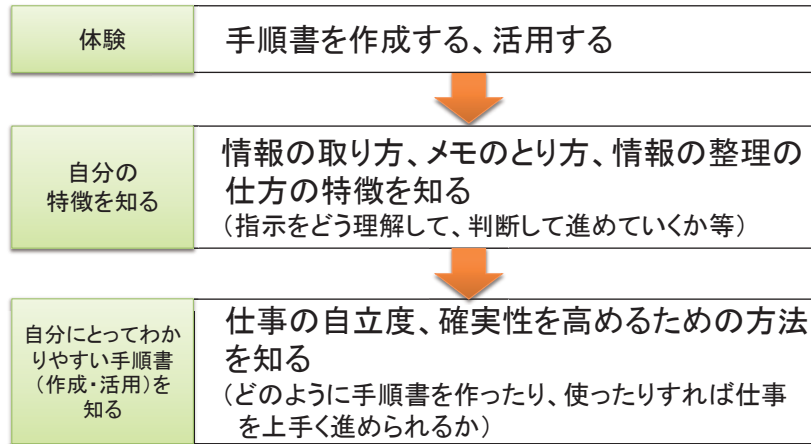 体験
手順書を作成する、活用する
自分の
特徴を知る
情報の取り方、メモのとり方、情報の整理の
仕方の特徴を知る
（指示をどう理解して、判断して進めていくか等）
自分にとってわか
りやすい手順書
（作成・活用）を
知る
仕事の自立度、確実性を高めるための方法
を知る
（どのように手順書を作ったり、使ったりすれば仕事
を上手く進められるか）